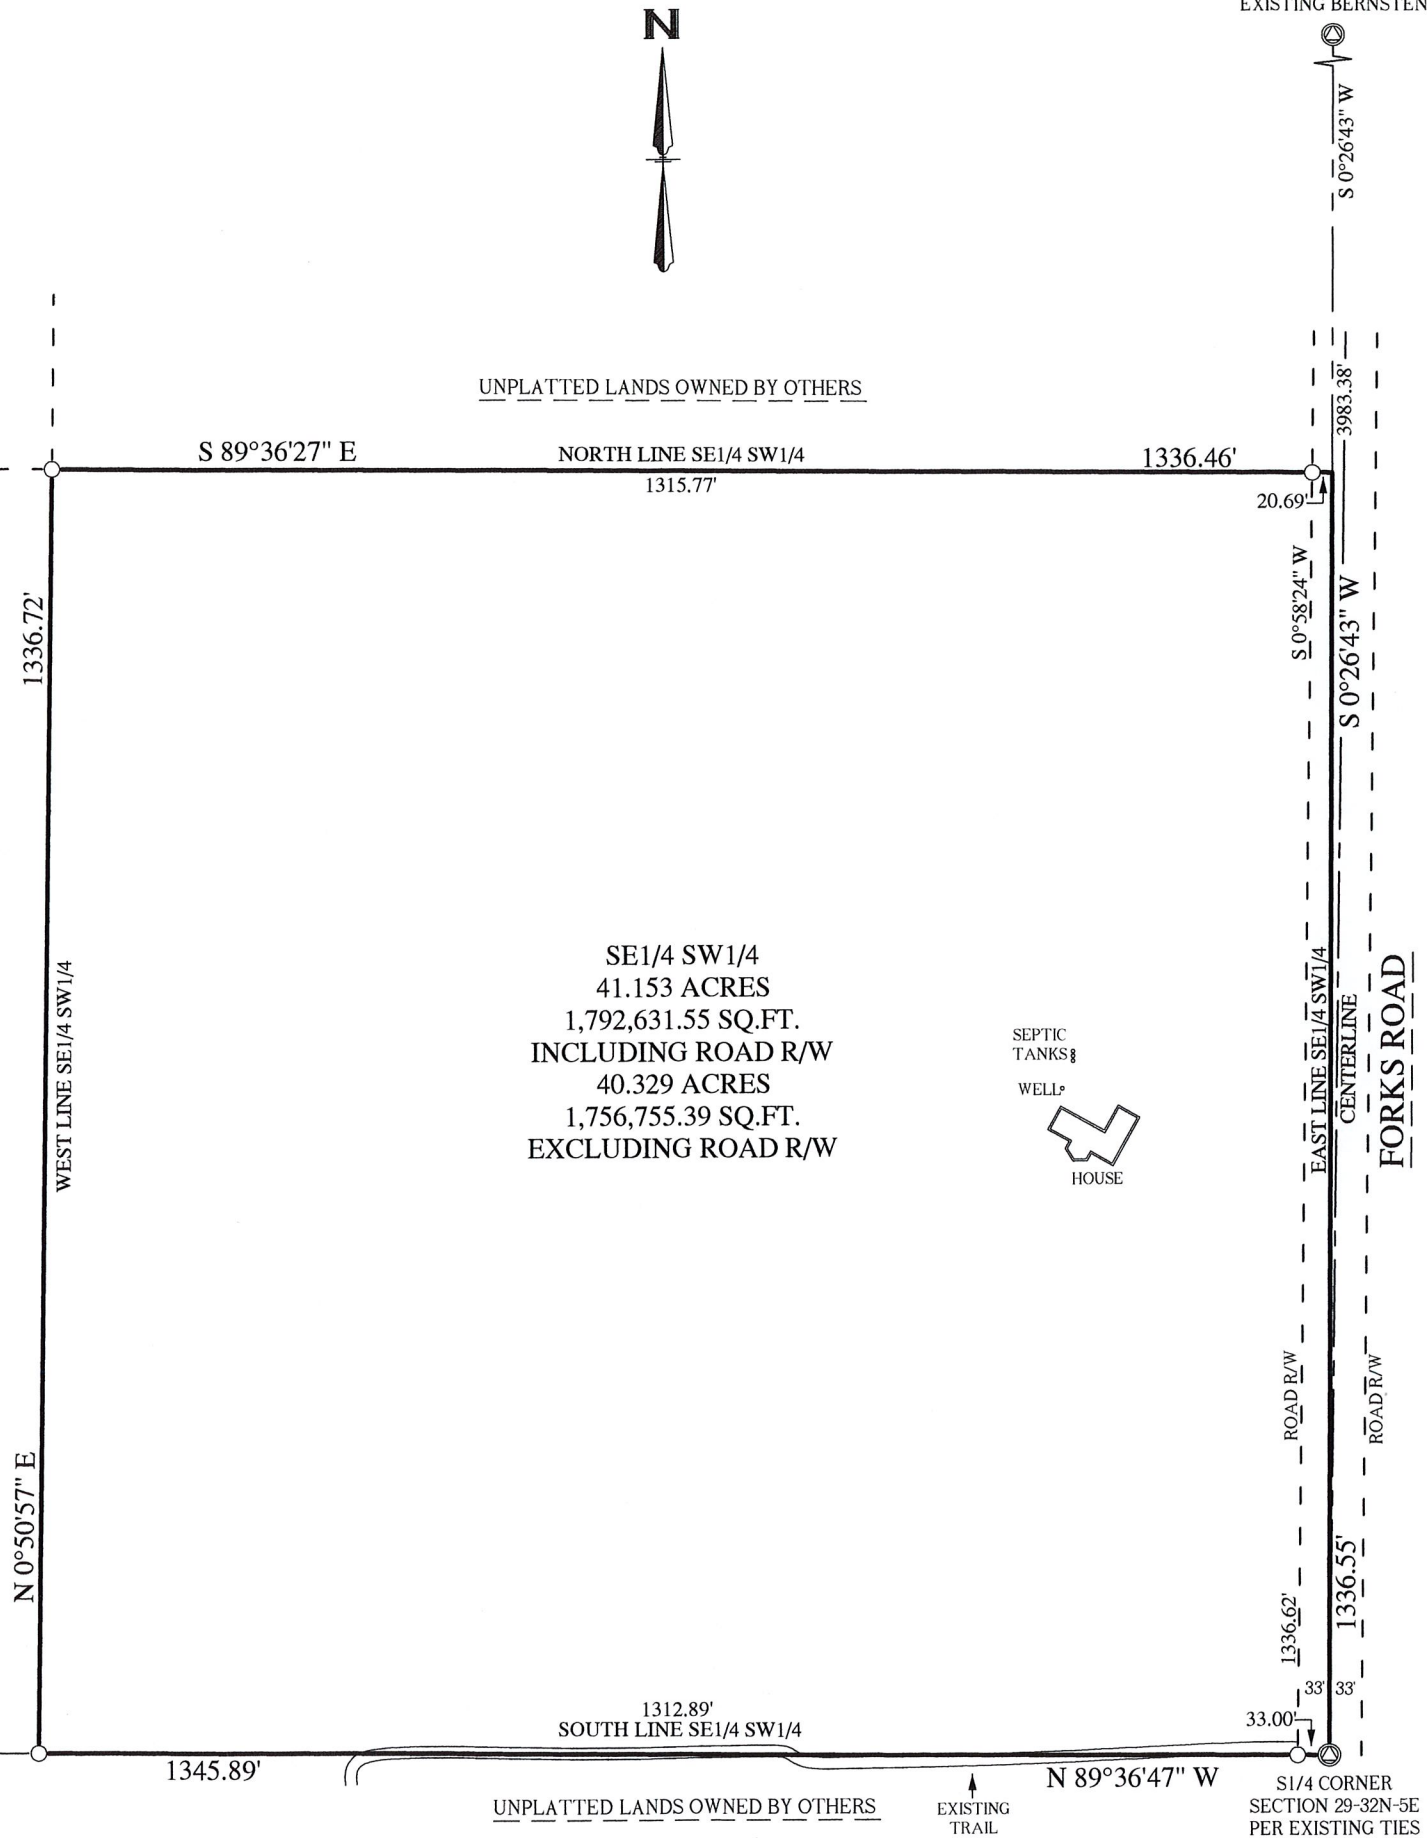 EXISTING BERNSTEN
N
S 0°26'43" W
UNPLATTED LANDS OWNED BY OTHERS
3983.38'
S 89°36'27" E
NORTH LINE SE1/4 SW1/4
1336.46'
1315.77'
20.69'
S 0°58'24" W
S 0°26'43" W
1336.72'
SE1/4 SW1/4
41.153 ACRES
1,792,631.55 SQ.FT.
INCLUDING ROAD R/W
40.329 ACRES
1,756,755.39 SQ.FT.
EXCLUDING ROAD R/W
WEST LINE SE1/4 SW1/4
SEPTIC
TANKS
WELL
HOUSE
EAST LINE SE1/4 SW1/4
CENTERLINE
FORKS ROAD
ROAD R/W
ROAD R/W
N 0°50'57" E
1336.62'
1336.55'
33'
33'
33.00'
1312.89'
SOUTH LINE SE1/4 SW1/4
1345.89'
N 89°36'47" W
UNPLATTED LANDS OWNED BY OTHERS
EXISTING
TRAIL
S1/4 CORNER
SECTION 29-32N-5E
PER EXISTING TIES